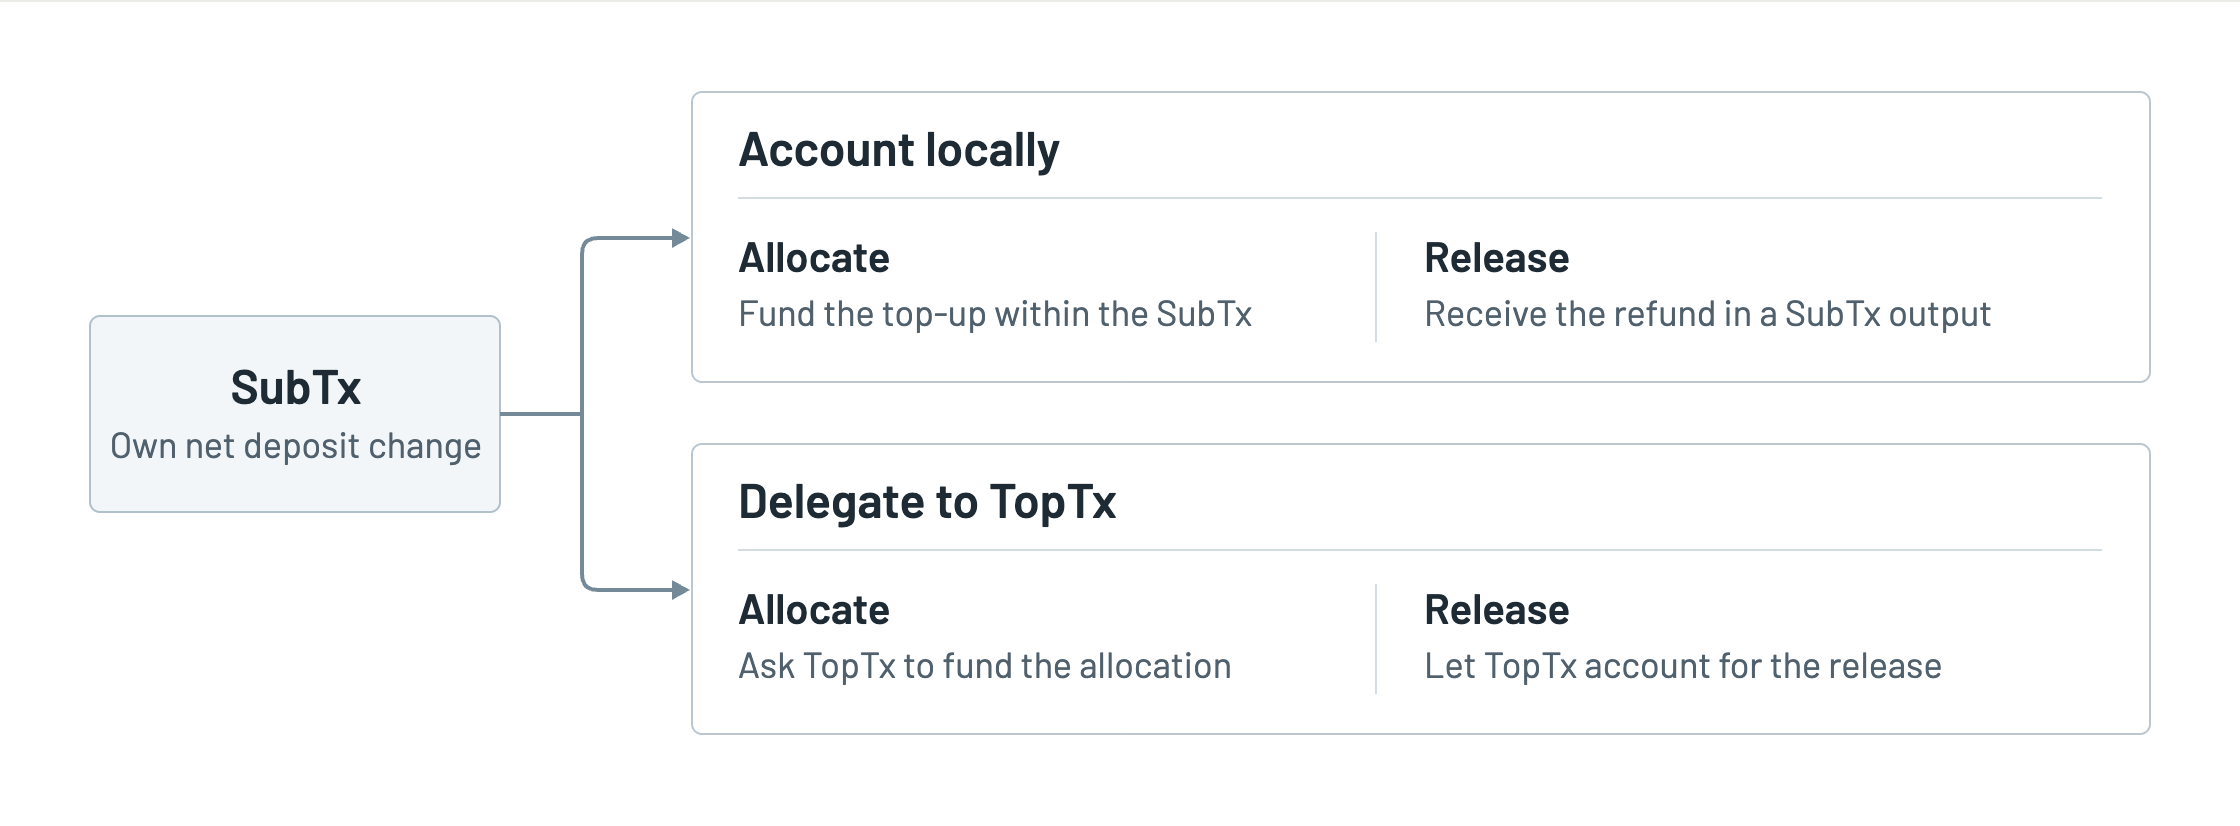 SubTx
Own net deposit change
Account locally
Allocate
Fund the top-up within the SubTx
Release
Receive the refund in a SubTx output
Delegate to TopTx
Allocate
Ask TopTx to fund the allocation
Release
Let TopTx account for the release